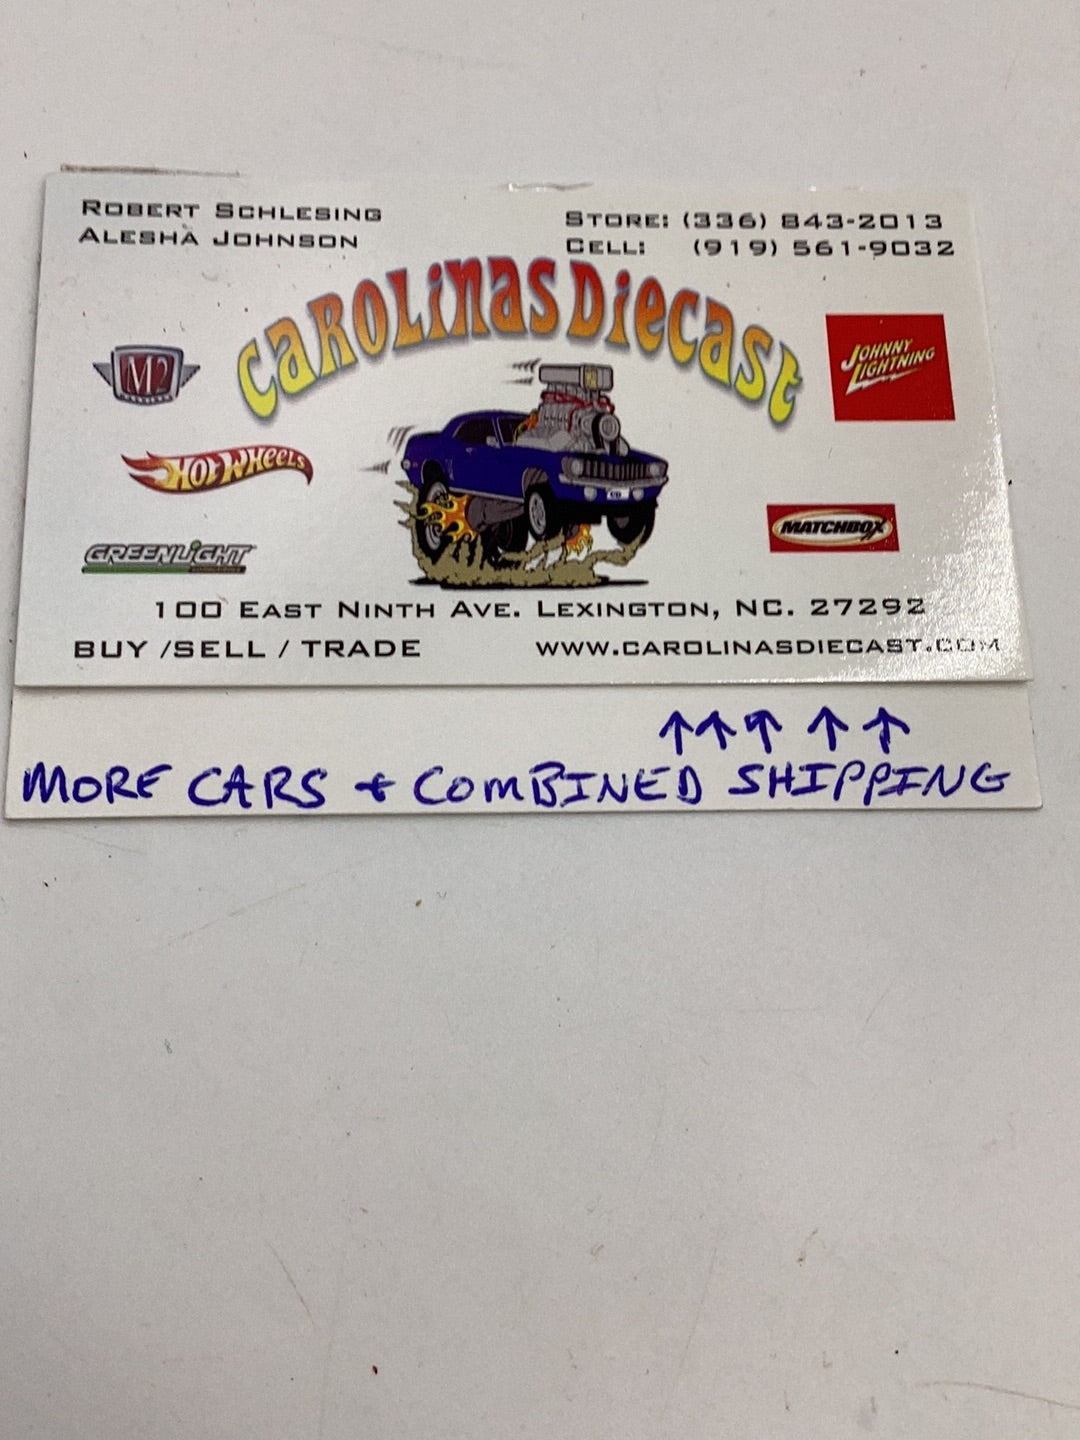 ROBERT SCHLESING
ALESHA JOHNSON
STORE: (336) 843-2013
CELL: (919) 561-9032
CAROLINAS DIECAST
M2
JOHNNY
LIGHTNING
HOT WHEELS
MATCHBOX
GREENLIGHT
100 EAST NINTH AVE. LEXINGTON, NC. 27292
BUY /SELL / TRADE
WWW.CAROLINASDIECAST.COM
MORE CARS + COMBINED SHIPPING